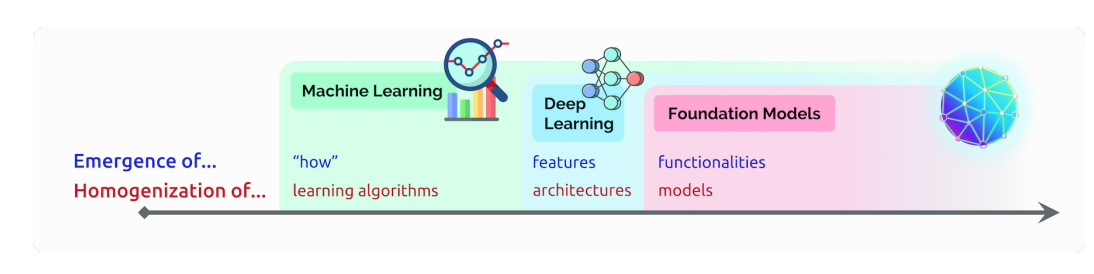 Machine Learning
Deep
Learning
Foundation Models
Emergence of...
“how”
features
functionalities
Homogenization of...
learning algorithms
architectures
models